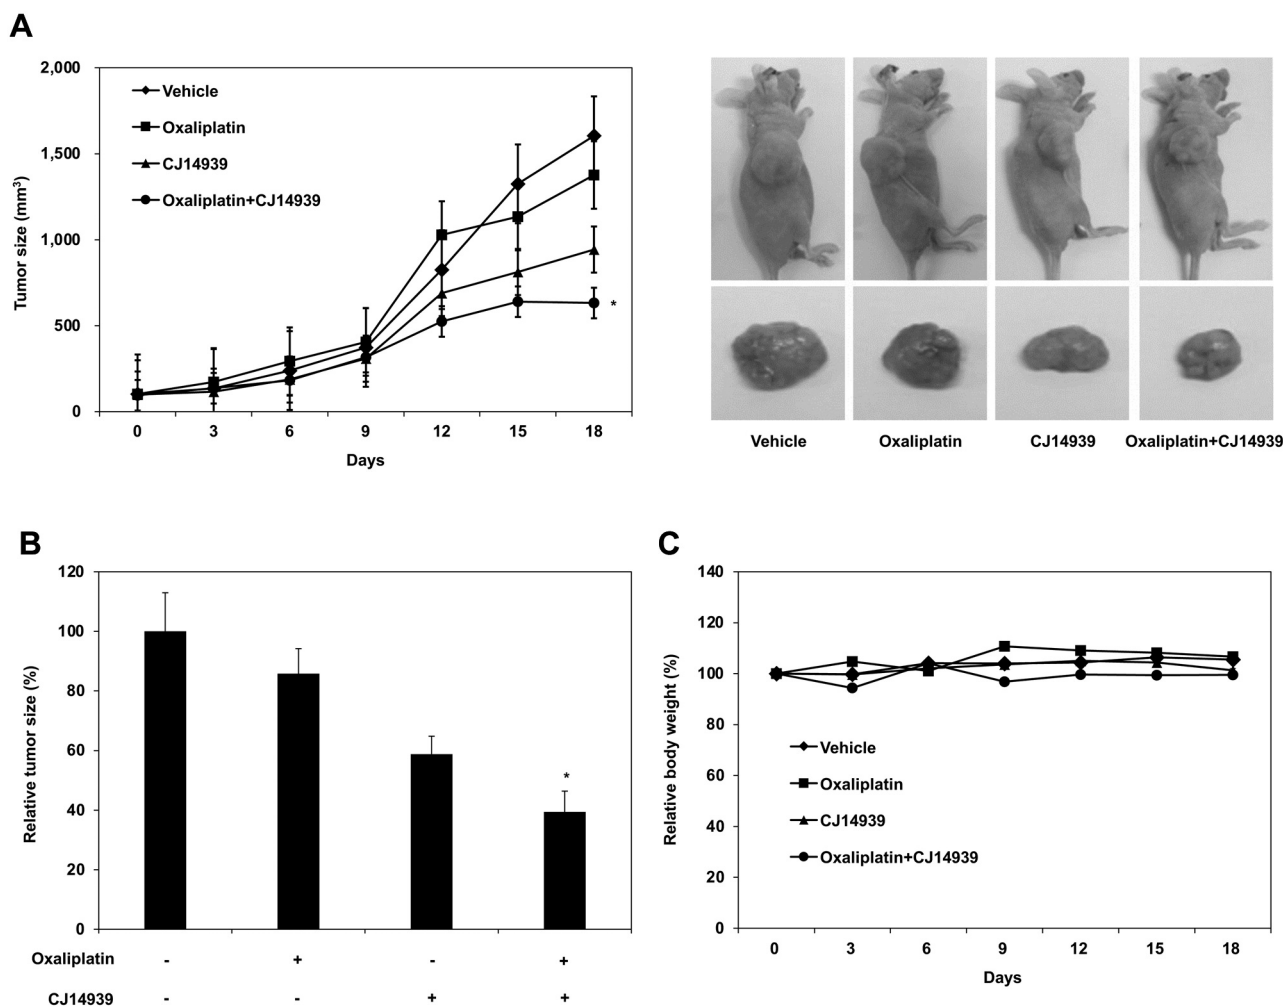 A
2,000
1,500
1,000
500
0
Tumor size (mm³)
Vehicle
Oxaliplatin
CJ14939
Oxaliplatin+CJ14939
*
0 3 6 9 12 15 18
Days
Vehicle Oxaliplatin CJ14939 Oxaliplatin+CJ14939
B
120
100
80
60
40
20
0
Relative tumor size (%)
*
Oxaliplatin - + - +
CJ14939 - - + +
C
140
120
100
80
60
40
20
0
Relative body weight (%)
Vehicle
Oxaliplatin
CJ14939
Oxaliplatin+CJ14939
0 3 6 9 12 15 18
Days